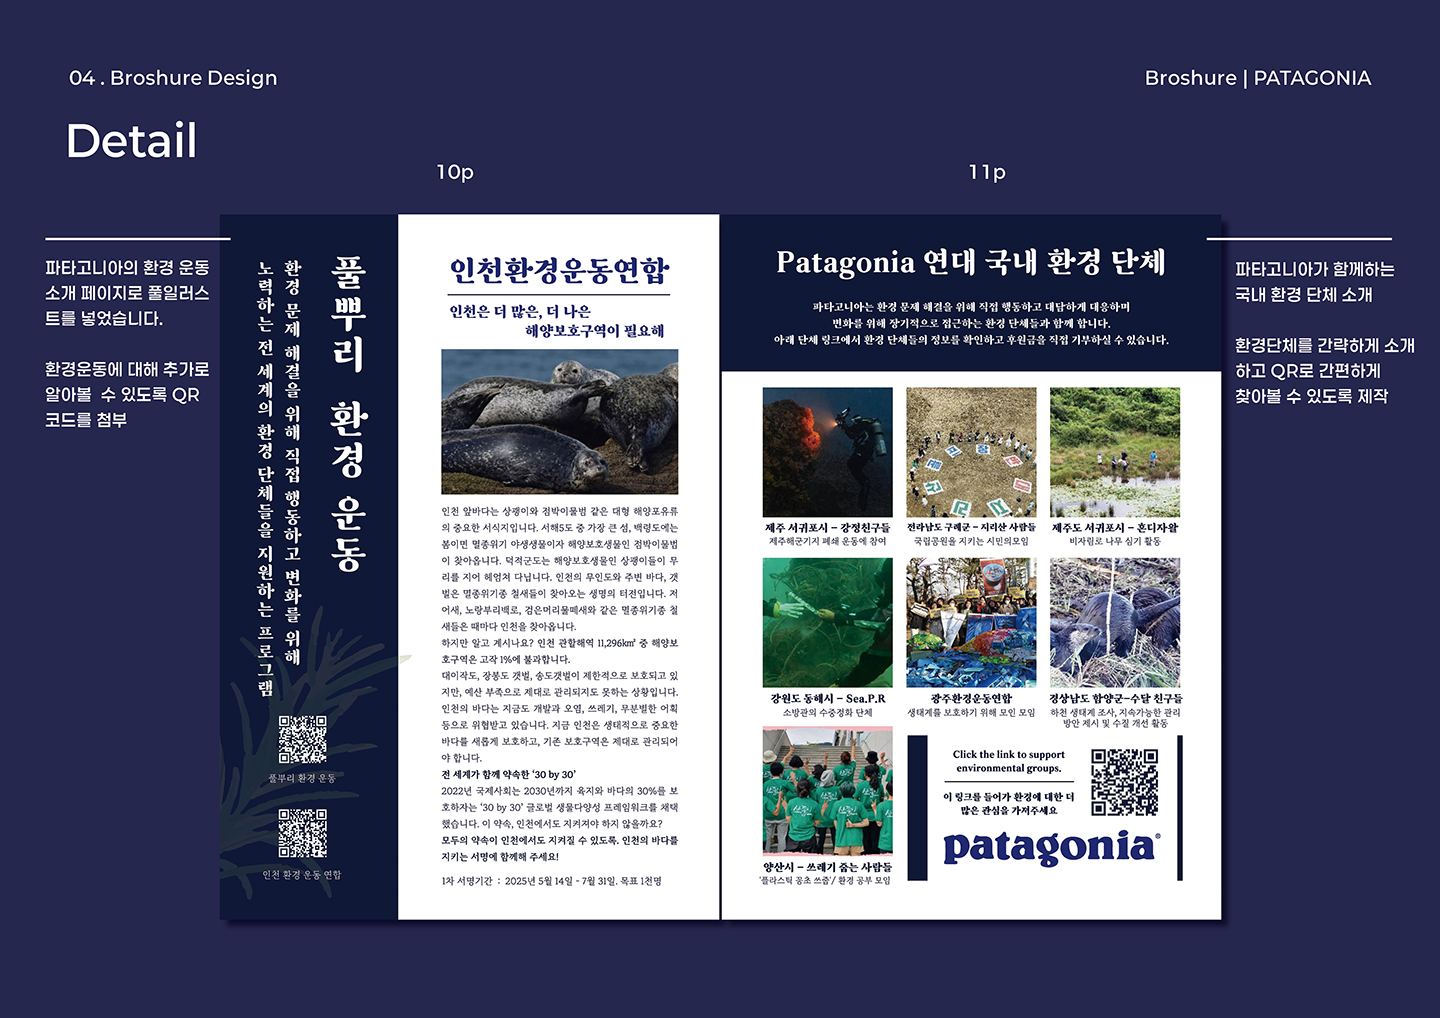 04 . Broshure Design
Broshure | PATAGONIA
Detail
10p
11p
파타고니아의 환경 운동
소개 페이지로 풀일러스
트를 넣었습니다.
환경운동에 대해 추가로
알아볼  수 있도록 QR
코드를 첨부
풀뿌리 환경 운동
환경 문제 해결을 위해 직접 행동하고 변화를 위해
노력하는 전 세계의 환경 단체들을 지원하는 프로그램
풀뿌리 환경 운동
인천 환경 운동 연합
인천환경운동연합
인천은 더 많은, 더 나은
해양보호구역이 필요해
인천 앞바다는 상괭이와 점박이물범 같은 대형 해양포유류
의 중요한 서식지입니다. 서해5도 중 가장 큰 섬, 백령도에는
봄이면 멸종위기 야생생물이자 해양보호생물인 점박이물범
이 찾아옵니다. 덕적군도는 해양보호생물인 상괭이들이 무
리를 지어 헤엄쳐 다닙니다. 인천의 무인도와 주변 바다, 갯
벌은 멸종위기종 철새들이 찾아오는 생명의 터전입니다. 저
어새, 노랑부리백로, 검은머리물떼새와 같은 멸종위기종 철
새들은 때마다 인천을 찾아옵니다.
하지만 알고 계시나요? 인천 관할해역 11,296km² 중 해양보
호구역은 고작 1%에 불과합니다.
대이작도, 장봉도 갯벌, 송도갯벌이 제한적으로 보호되고 있
지만, 예산 부족으로 제대로 관리되지도 못하는 상황입니다.
인천의 바다는 지금도 개발과 오염, 쓰레기, 무분별한 어획
등으로 위협받고 있습니다. 지금 인천은 생태적으로 중요한
바다를 새롭게 보호하고, 기존 보호구역은 제대로 관리되어
야 합니다.
전 세계가 함께 약속한 ‘30 by 30’
2022년 국제사회는 2030년까지 육지와 바다의 30%를 보
호하자는 ‘30 by 30’ 글로벌 생물다양성 프레임워크를 채택
했습니다. 이 약속, 인천에서도 지켜져야 하지 않을까요?
모두의 약속이 인천에서도 지켜질 수 있도록. 인천의 바다를
지키는 서명에 함께해 주세요!
1차 서명기간 : 2025년 5월 14일 - 7월 31일. 목표 1천명
Patagonia 연대 국내 환경 단체
파타고니아는 환경 문제 해결을 위해 직접 행동하고 대담하게 대응하며
변화를 위해 장기적으로 접근하는 환경 단체들과 함께 합니다.
아래 단체 링크에서 환경 단체들의 정보를 확인하고 후원금을 직접 기부하실 수 있습니다.
제주 서귀포시 - 강정친구들
제주해군기지 폐쇄 운동에 참여
전라남도 구례군 - 지리산 사람들
국립공원을 지키는 시민의모임
제주도 서귀포시 - 혼디자왈
비자림로 나무 심기 활동
강원도 동해시 - Sea.P.R
소방관의 수중정화 단체
광주환경운동연합
생태계를 보호하기 위해 모인 모임
경상남도 함양군-수달 친구들
하천 생태계 조사, 지속가능한 관리
방안 제시 및 수질 개선 활동
양산시 - 쓰레기 줍는 사람들
'플라스틱 꽁초 쓰줍'/ 환경 공부 모임
Click the link to support
environmental groups.
이 링크를 들어가 환경에 대한 더
많은 관심을 가져주세요
patagonia®
파타고니아가 함께하는
국내 환경 단체 소개
환경단체를 간략하게 소개
하고 QR로 간편하게
찾아볼 수 있도록 제작